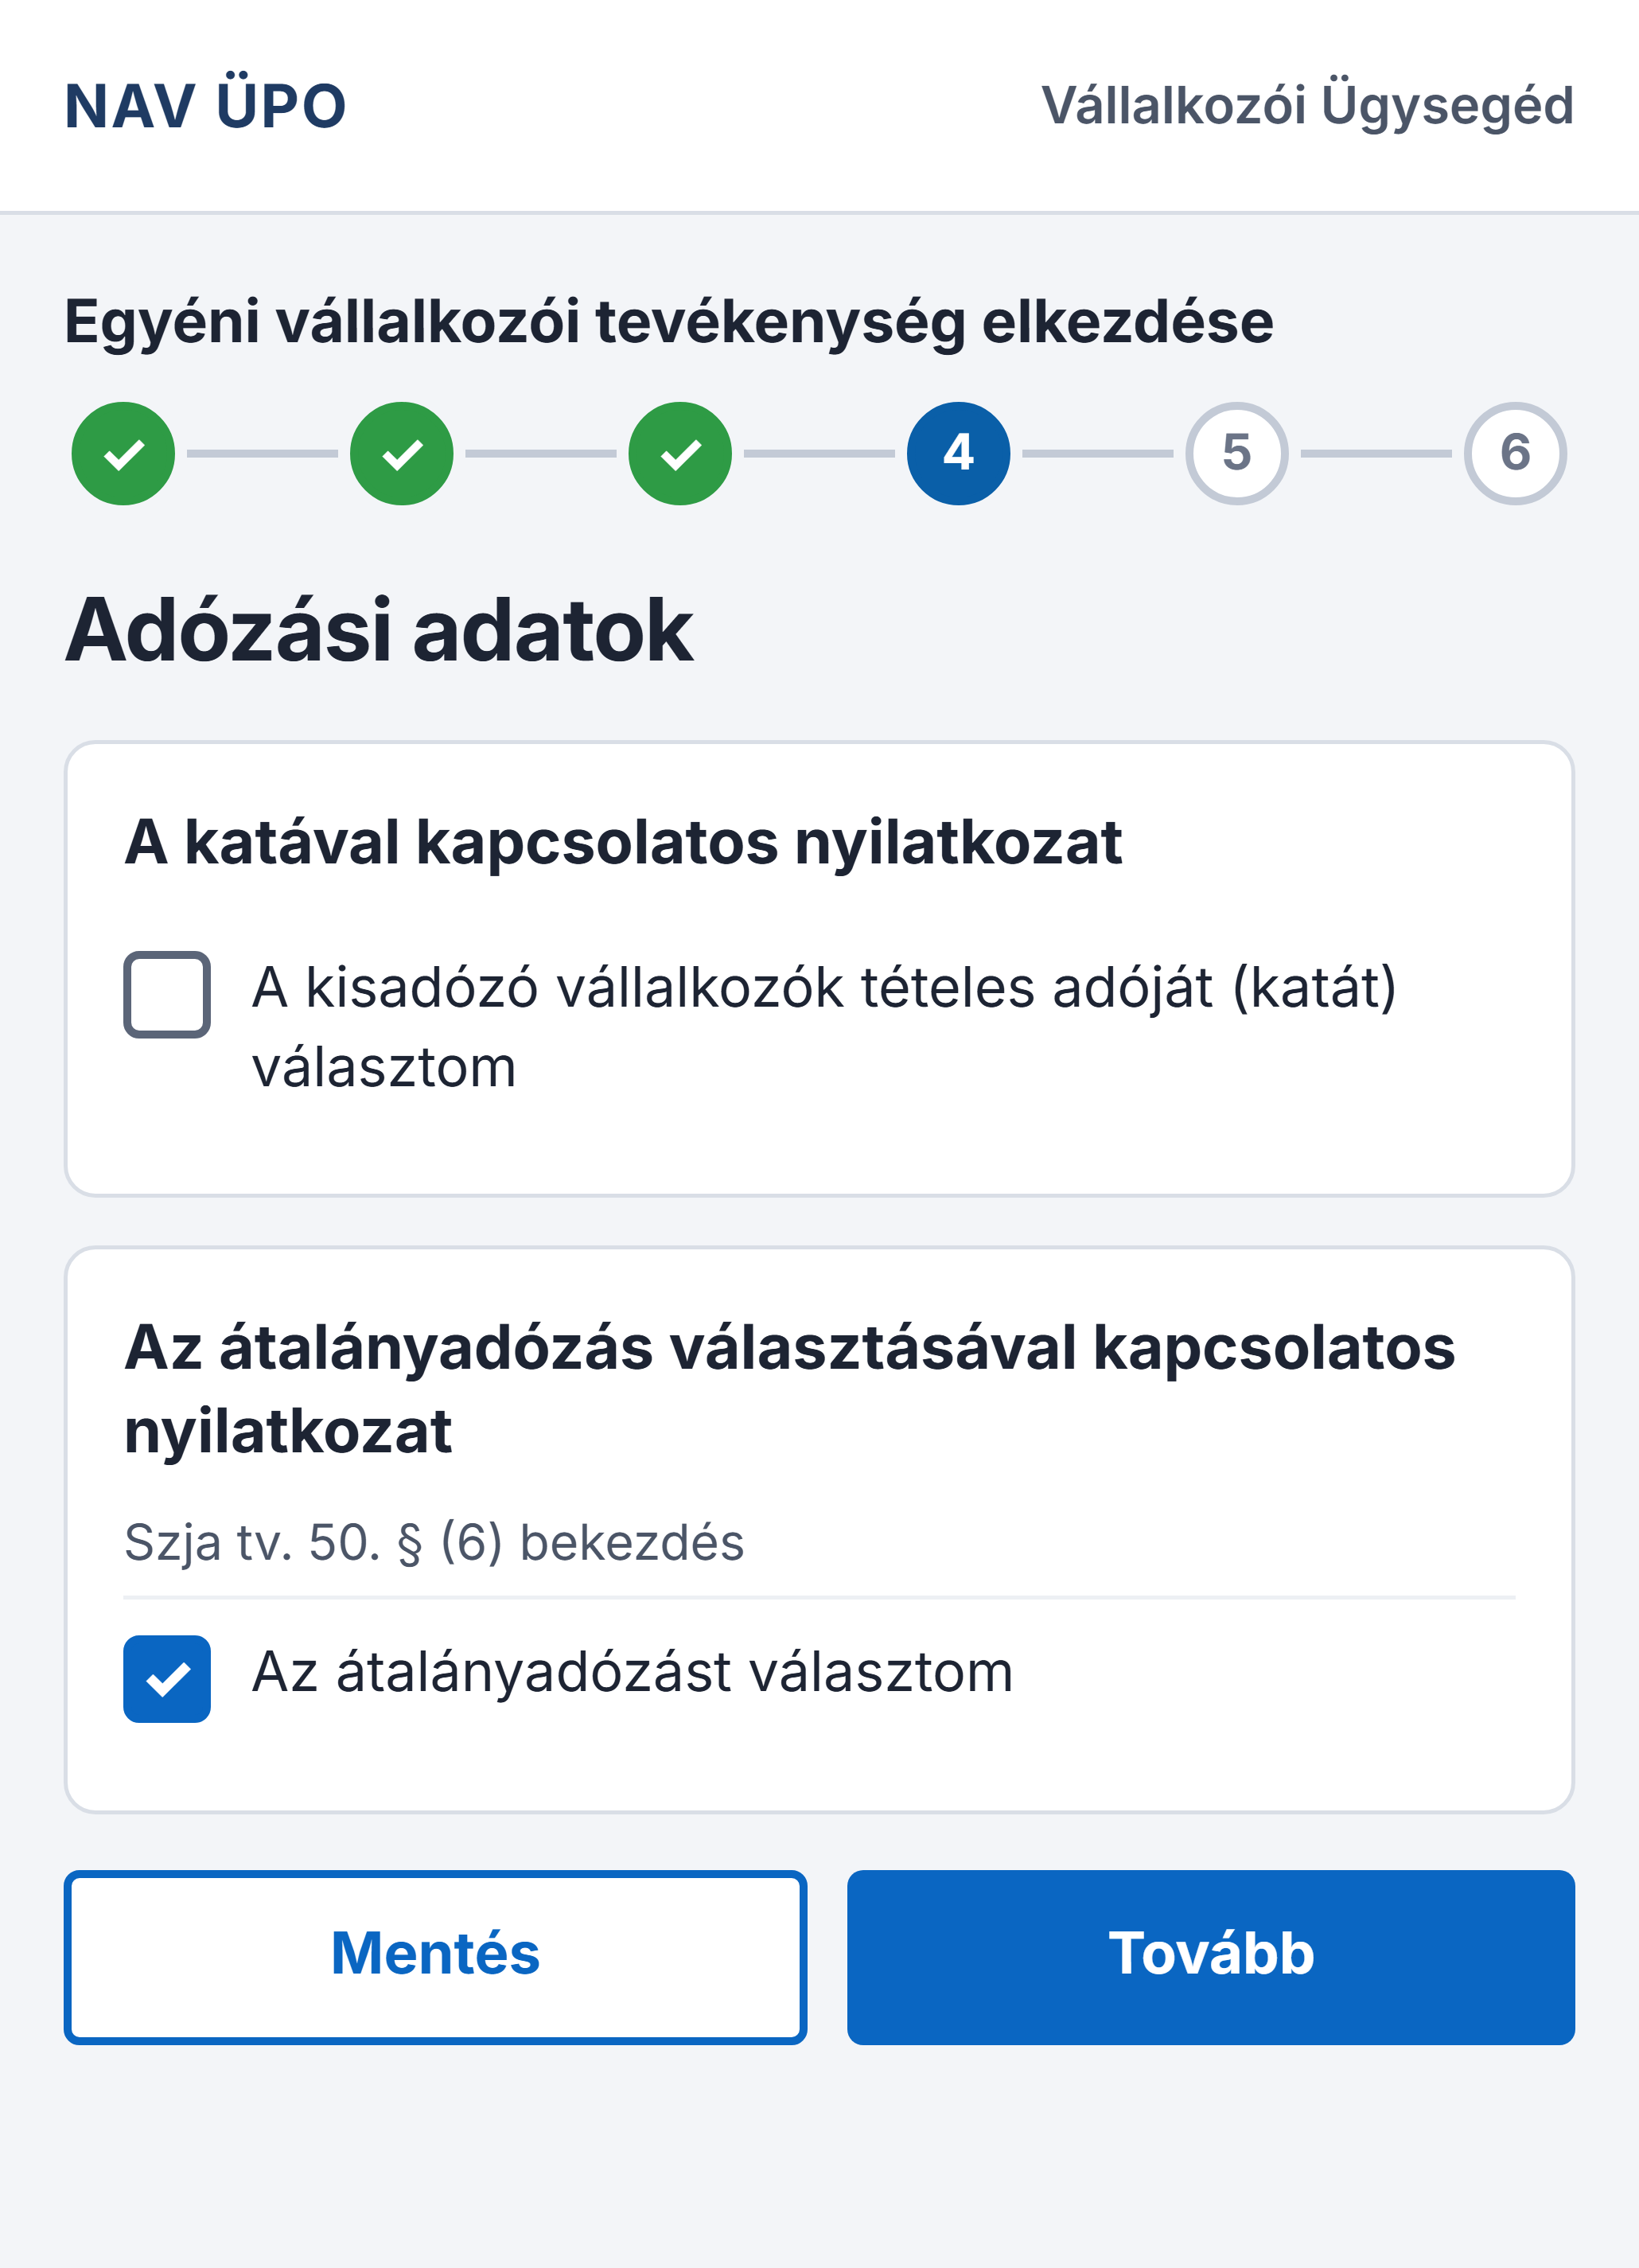 NAV ÜPO
Vállalkozói Ügysegéd
Egyéni vállalkozói tevékenység elkezdése
4
5
6
Adózási adatok
A katával kapcsolatos nyilatkozat
A kisadózó vállalkozók tételes adóját (katát)
választom
Az átalányadózás választásával kapcsolatos
nyilatkozat
Szja tv. 50. § (6) bekezdés
Az átalányadózást választom
Mentés
Tovább